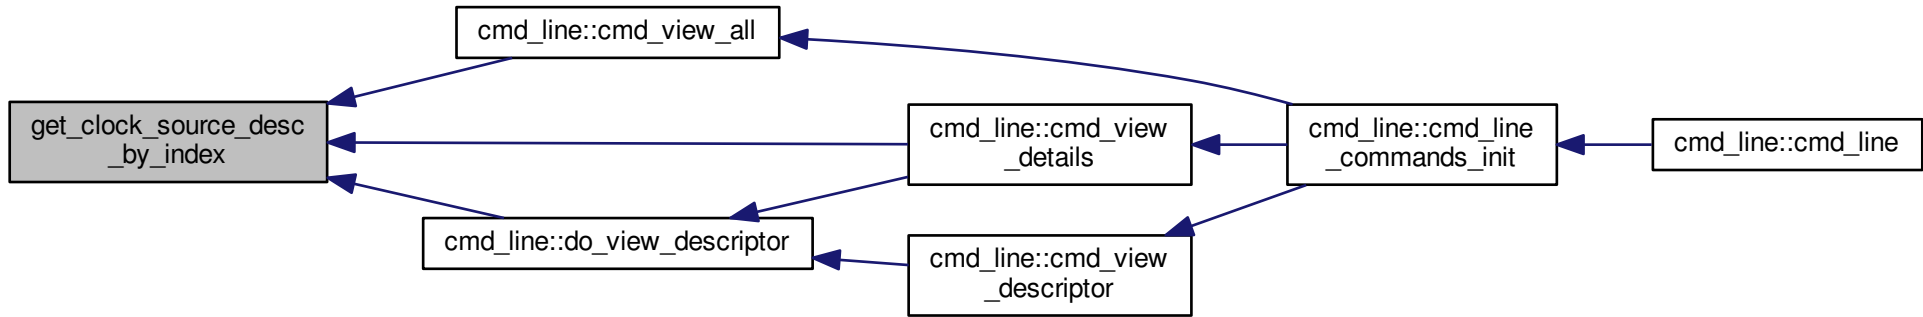 cmd_line::cmd_view_all
get_clock_source_desc
_by_index
cmd_line::cmd_view
_details
cmd_line::cmd_line
_commands_init
cmd_line::cmd_line
cmd_line::do_view_descriptor
cmd_line::cmd_view
_descriptor